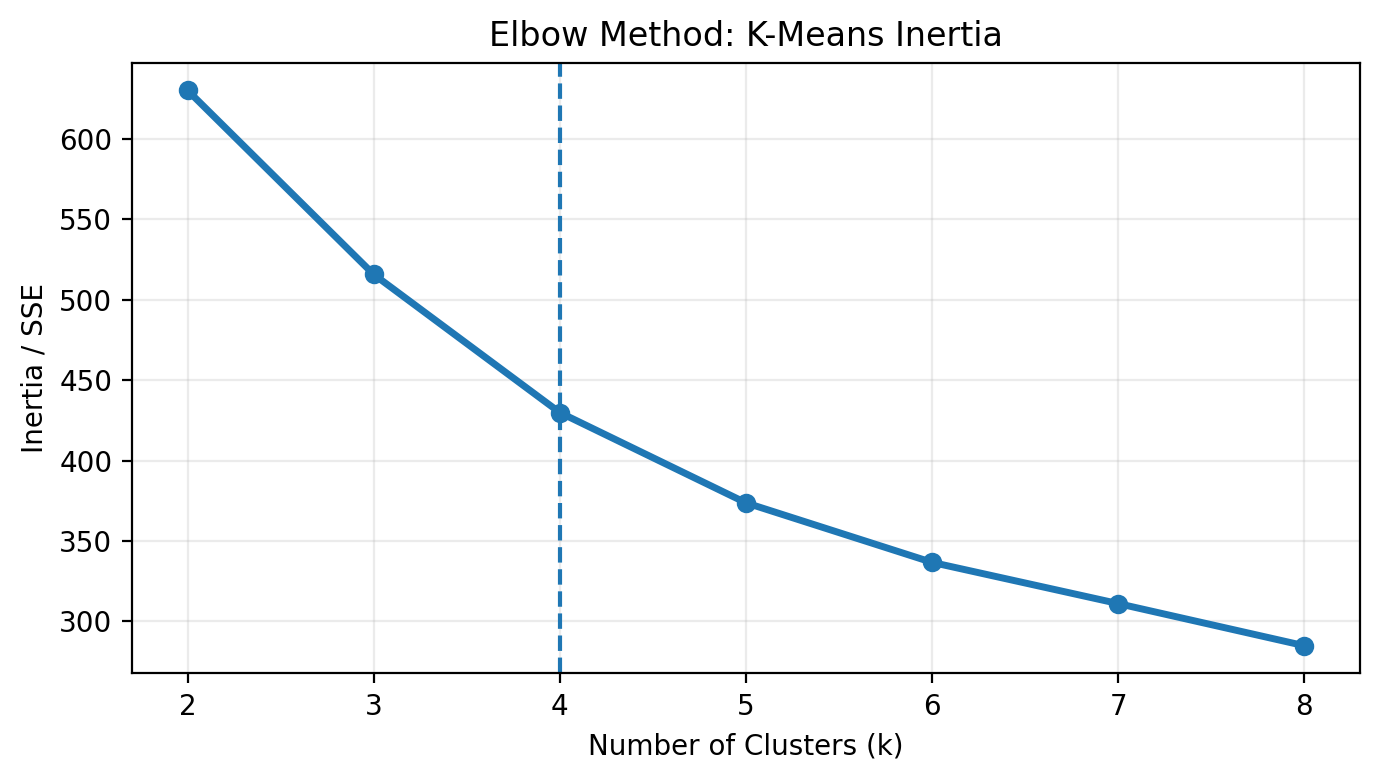 Elbow Method: K-Means Inertia
Inertia / SSE
600
550
500
450
400
350
300
2 3 4 5 6 7 8
Number of Clusters (k)